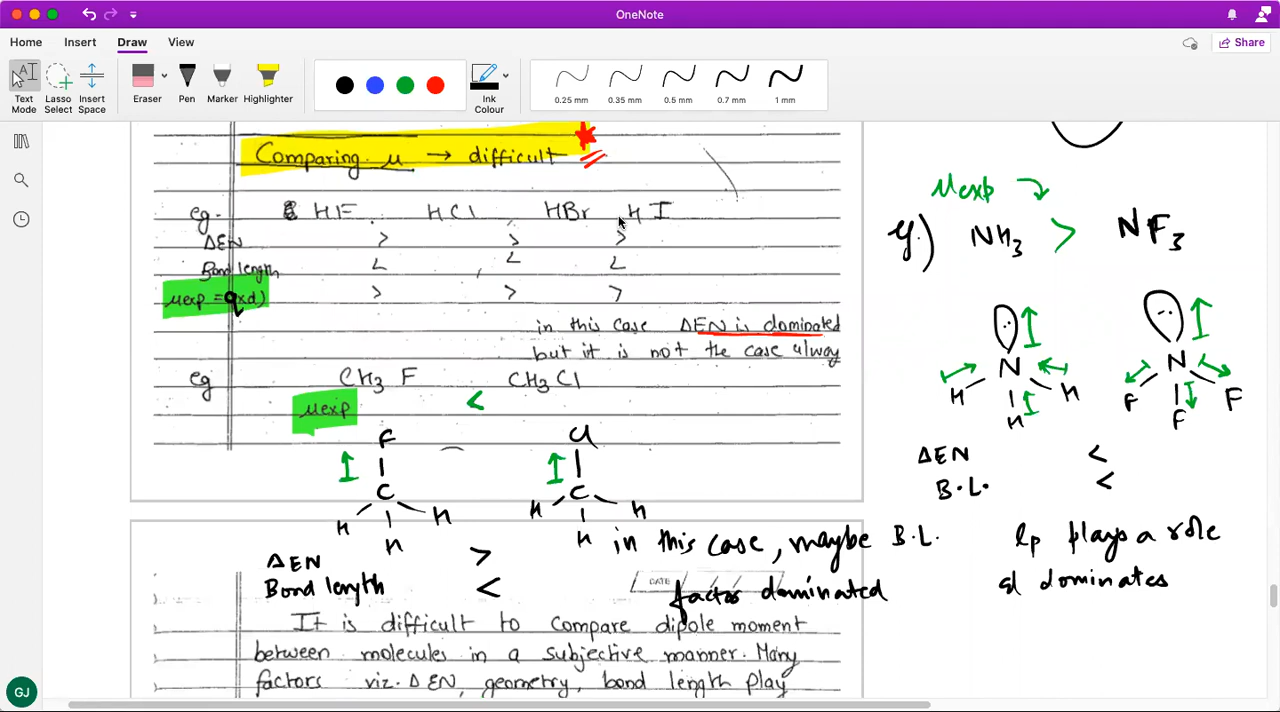 OneNote
Home Insert Draw View
Share
Text Mode
Lasso Select
Insert Space
Eraser
Pen
Marker
Highlighter
Ink Colour
0.25 mm
0.35 mm
0.5 mm
0.7 mm
1 mm
Comparing μ → difficult
eg. HF, HCl, HBr, HI
ΔEN > > >
Bond length < < <
μexp = (q×d) > > >
in this case ΔEN is dominated
but it is not the case alway
eg CH3F CH3Cl
μexp <
F
C
H H
H
Cl
C
H H
H
ΔEN >
Bond length <
in this case, maybe B.L.
factor dominated
DATE
It is difficult to compare dipole moment
between molecules in a subjective manner. Many
factors viz. ΔEN, geometry, bond length play
μexp
eg.) NH3 > NF3
N
H H
H
N
F F
F
ΔEN <
B.L. <
lp plays a role
& dominates
GJ